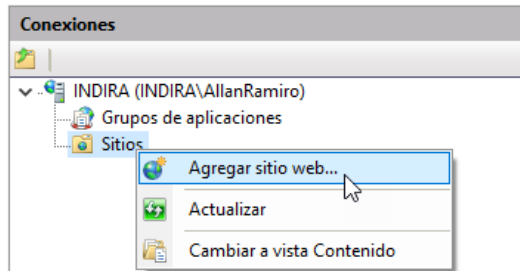 Conexiones
INDIRA (INDIRA\AllanRamiro)
Grupos de aplicaciones
Sitios
Agregar sitio web...
Actualizar
Cambiar a vista Contenido